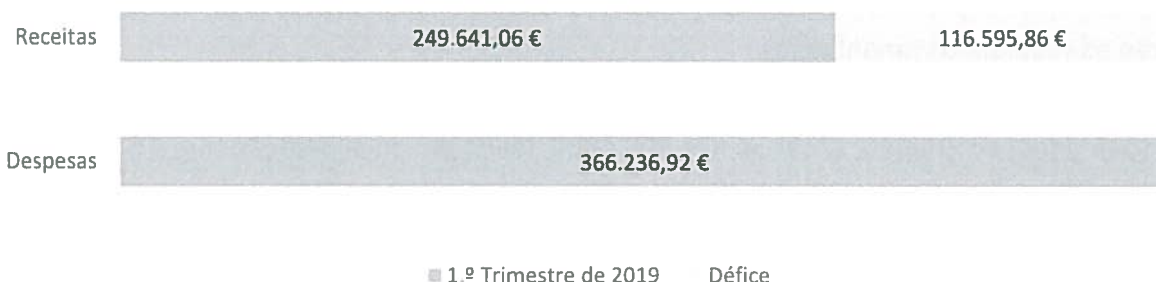 Receitas 249.641,06 € 116.595,86 €
Despesas 366.236,92 €
1.º Trimestre de 2019 Défice